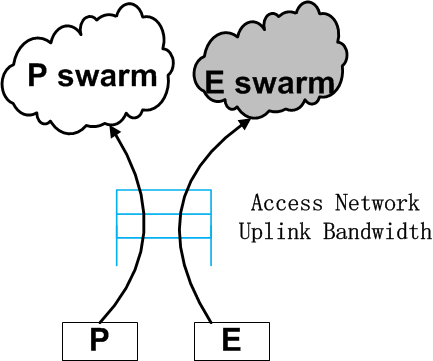 P swarm
E swarm
Access Network
Uplink Bandwidth
P
E